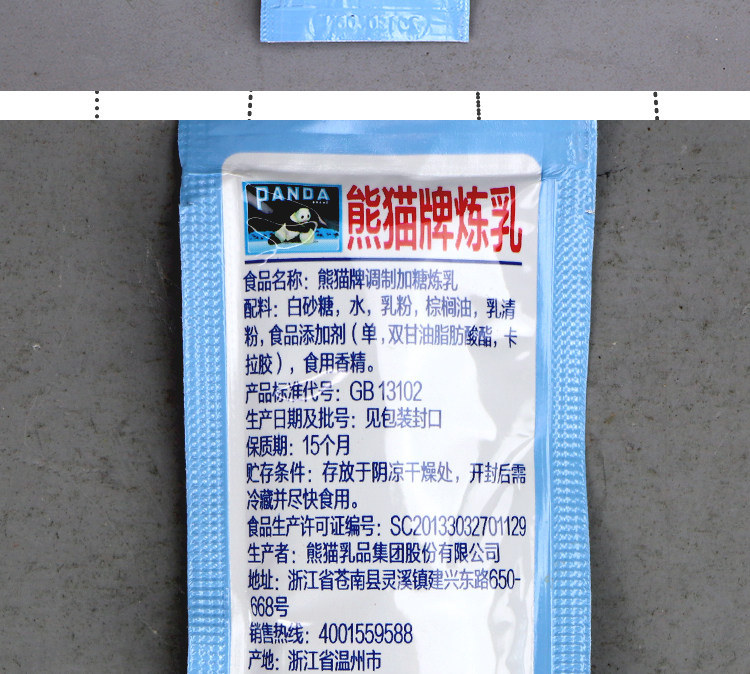 PANDA
熊猫牌炼乳
食品名称：熊猫牌调制加糖炼乳
配料：白砂糖，水，乳粉，棕榈油，乳清
粉，食品添加剂（单，双甘油脂肪酸酯，卡
拉胶），食用香精。
产品标准代号：GB 13102
生产日期及批号：见包装封口
保质期：15个月
贮存条件：存放于阴凉干燥处，开封后需
冷藏并尽快食用。
食品生产许可证编号：SC20133032701129
生产者：熊猫乳品集团股份有限公司
地址：浙江省苍南县灵溪镇建兴东路650-
668号
销售热线：4001559588
产地：浙江省温州市